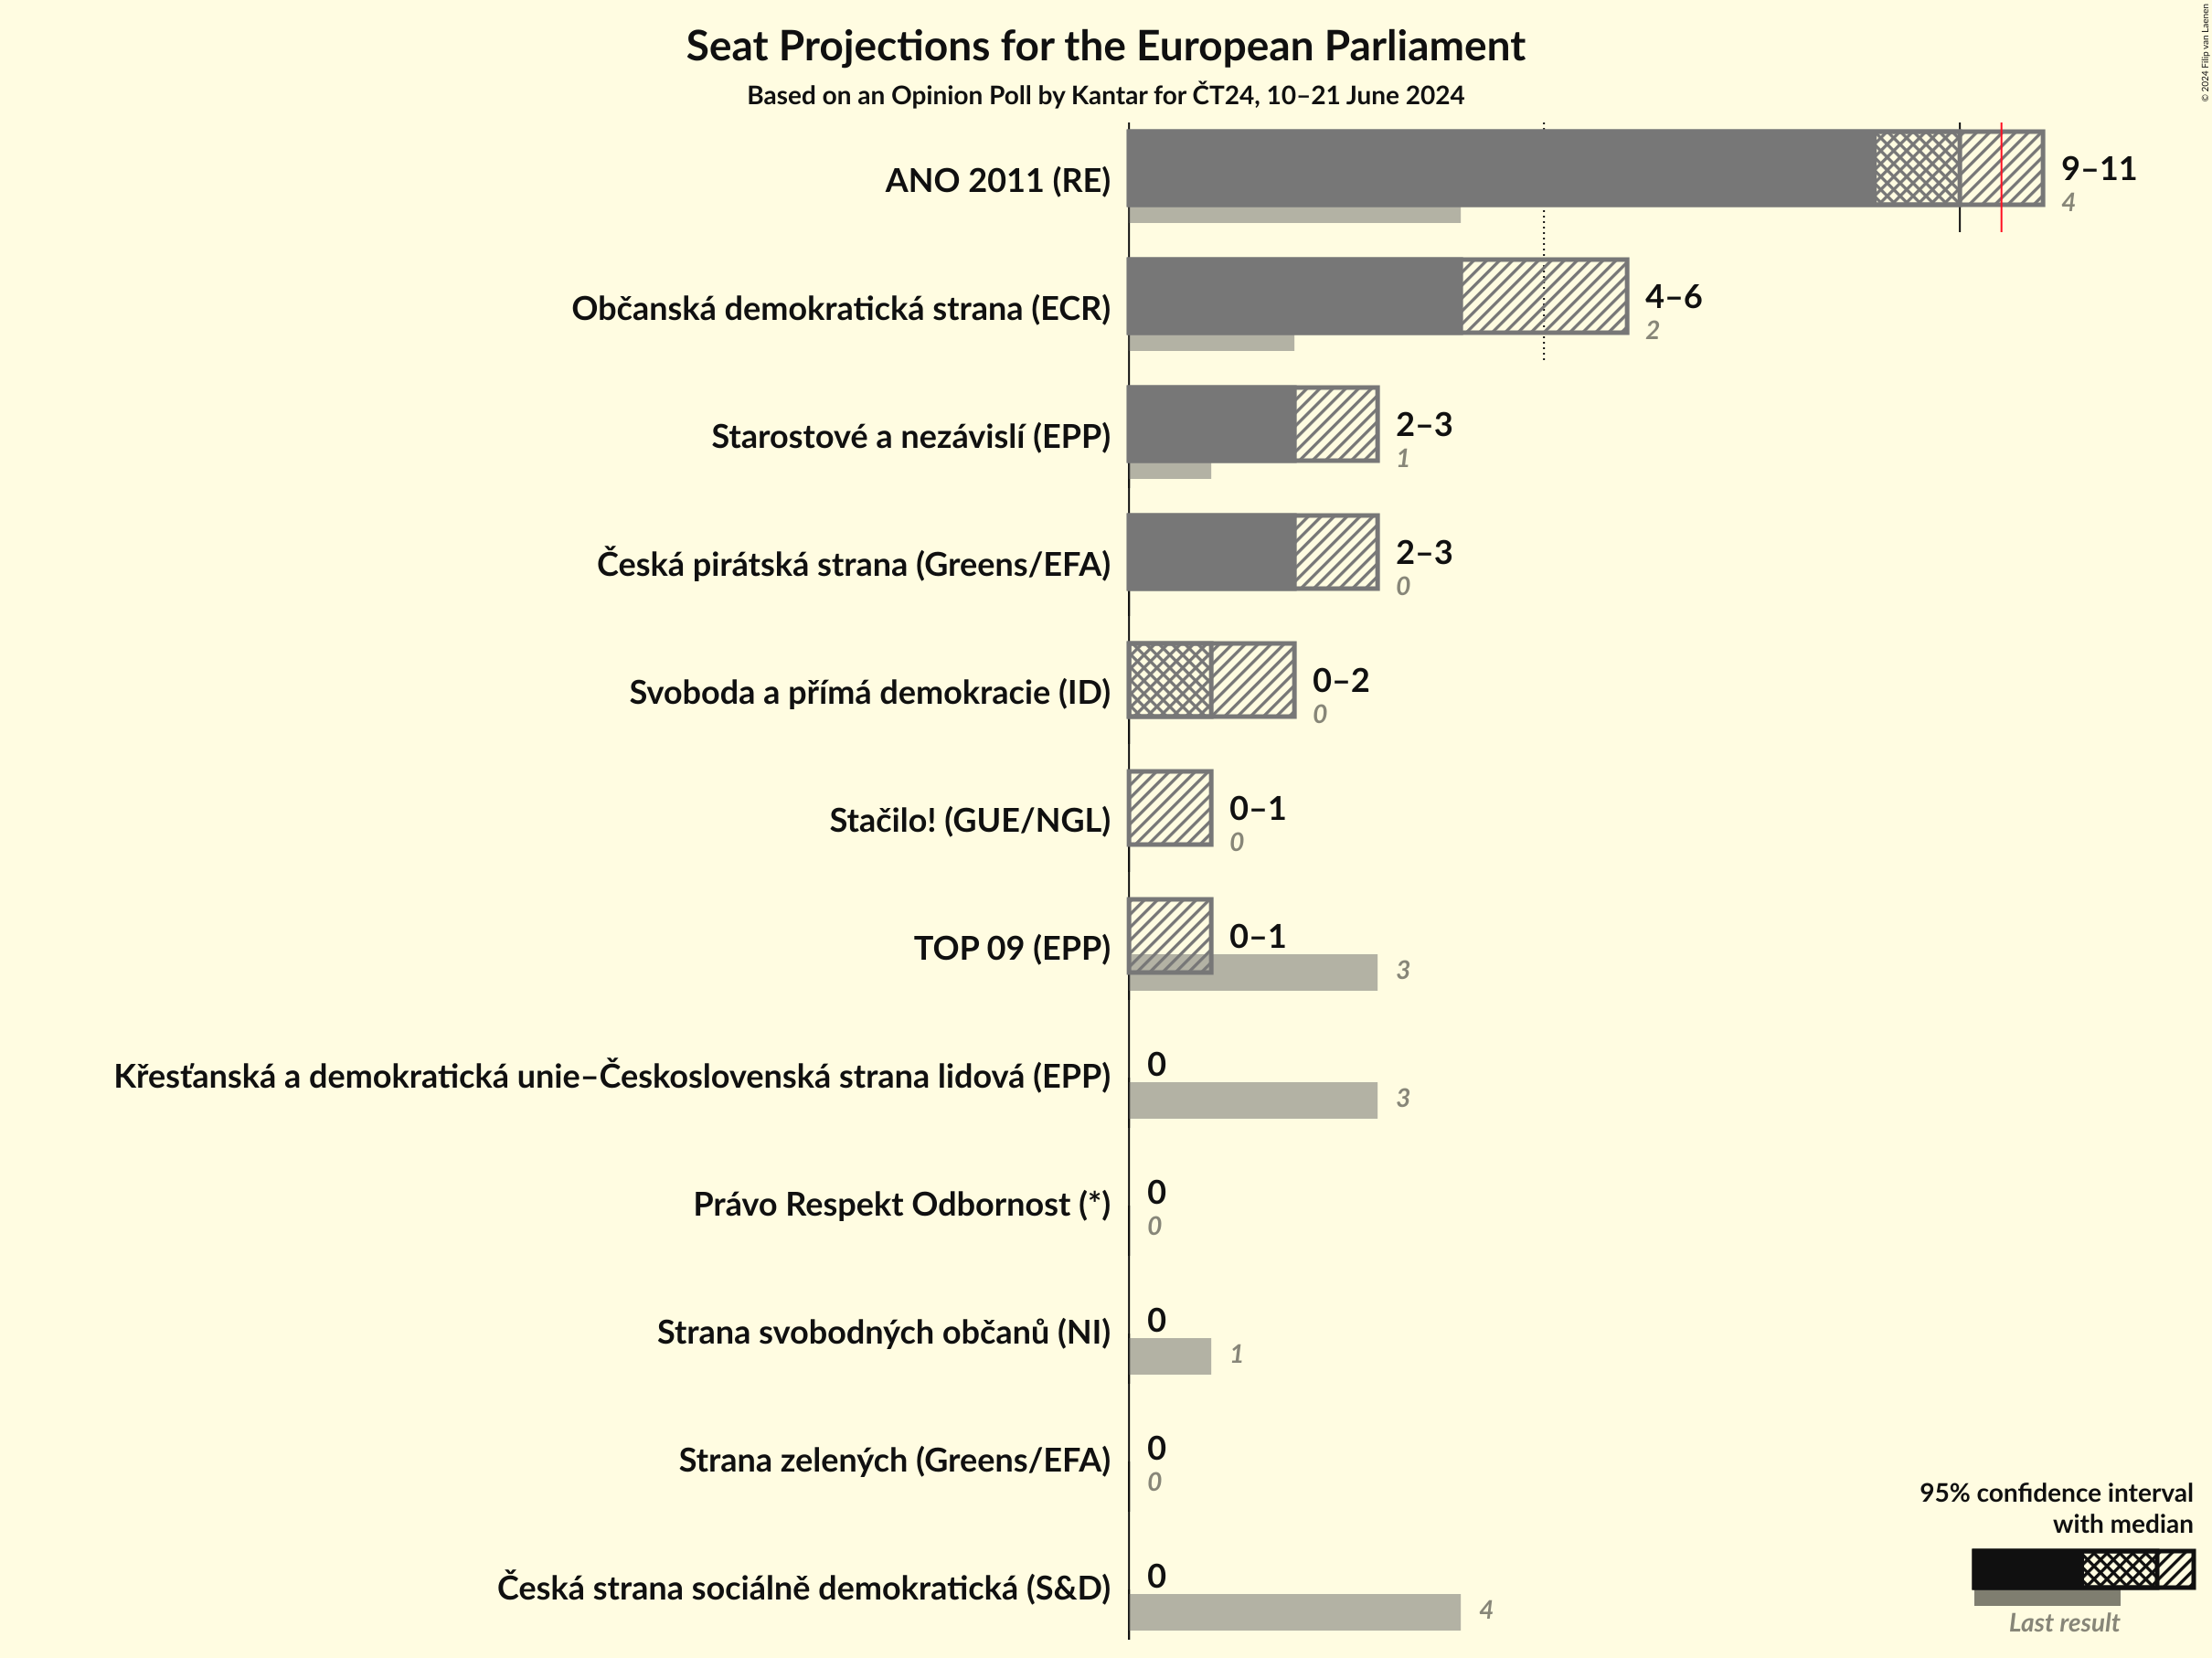 Seat Projections for the European Parliament
Based on an Opinion Poll by Kantar for ČT24, 10–21 June 2024
© 2024 Filip van Laenen
ANO 2011 (RE)
9–11
4
Občanská demokratická strana (ECR)
4–6
2
Starostové a nezávislí (EPP)
2–3
1
Česká pirátská strana (Greens/EFA)
2–3
0
Svoboda a přímá demokracie (ID)
0–2
0
Stačilo! (GUE/NGL)
0–1
0
TOP 09 (EPP)
0–1
3
Křesťanská a demokratická unie–Československá strana lidová (EPP)
0
3
Právo Respekt Odbornost (*)
0
0
Strana svobodných občanů (NI)
0
1
Strana zelených (Greens/EFA)
0
0
Česká strana sociálně demokratická (S&D)
0
4
95% confidence interval
with median
Last result